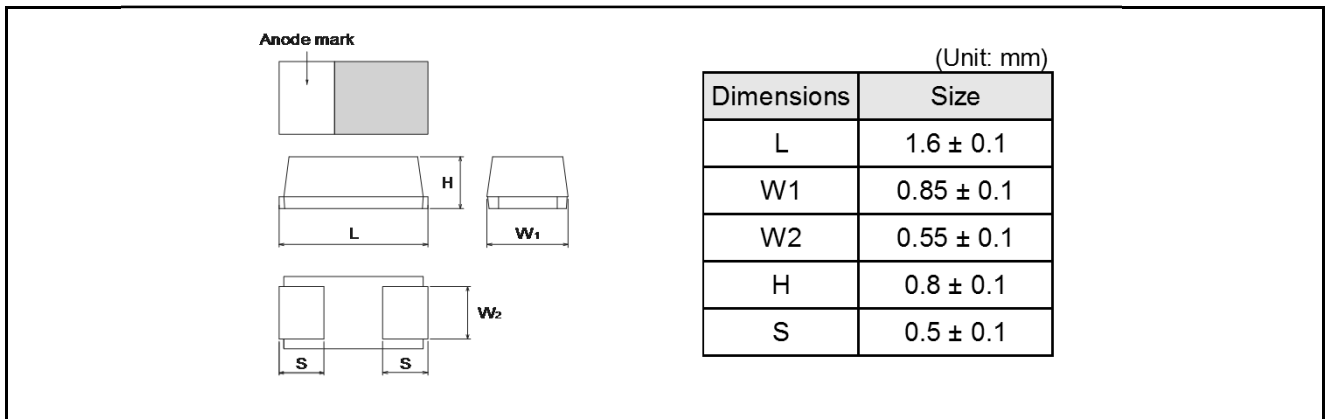 Anode mark
H
L
W₁
W₂
S S
(Unit: mm)
Dimensions Size
L 1.6 ± 0.1
W1 0.85 ± 0.1
W2 0.55 ± 0.1
H 0.8 ± 0.1
S 0.5 ± 0.1